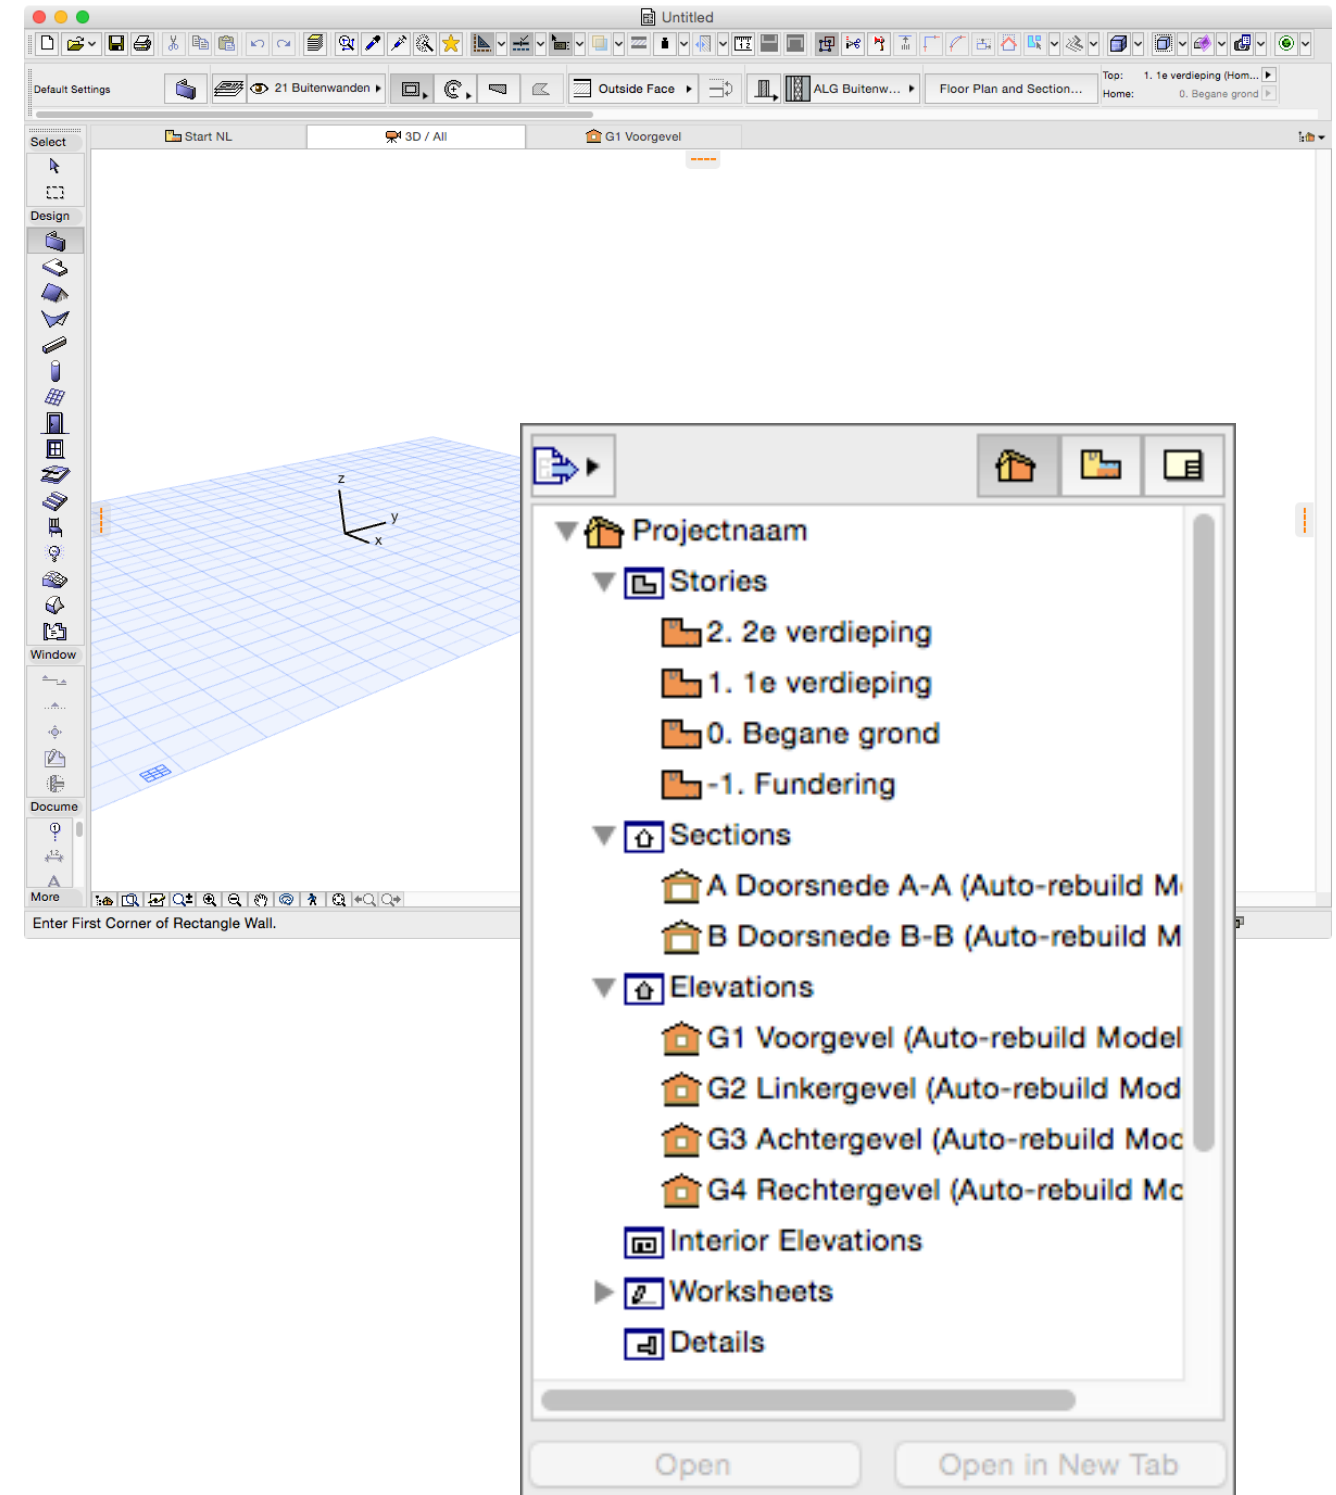 Untitled
Default Settings
21 Buitenwanden
Outside Face
ALG Buitenw...
Floor Plan and Section...
Top: 1. 1e verdieping (Hom...
Home: 0. Begane grond
Select
Start NL
3D / All
G1 Voorgevel
Design
z
y
x
Window
Docume
1
1.2
A
More
Enter First Corner of Rectangle Wall.
Projectnaam
Stories
2. 2e verdieping
1. 1e verdieping
0. Begane grond
-1. Fundering
Sections
A Doorsnede A-A (Auto-rebuild M
B Doorsnede B-B (Auto-rebuild M
Elevations
G1 Voorgevel (Auto-rebuild Model
G2 Linkergevel (Auto-rebuild Mod
G3 Achtergevel (Auto-rebuild Moc
G4 Rechtergevel (Auto-rebuild Mc
Interior Elevations
Worksheets
Details
Open
Open in New Tab